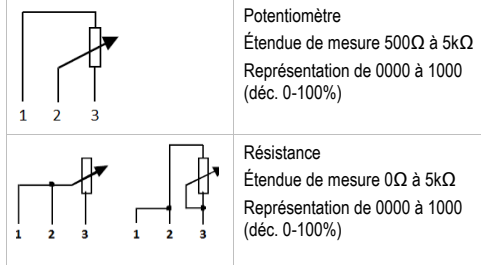 Potentiomètre
Étendue de mesure 500Ω à 5kΩ
Représentation de 0000 à 1000
(déc. 0-100%)
1 2 3
Résistance
Étendue de mesure 0Ω à 5kΩ
Représentation de 0000 à 1000
(déc. 0-100%)
1 2 3 1 2 3